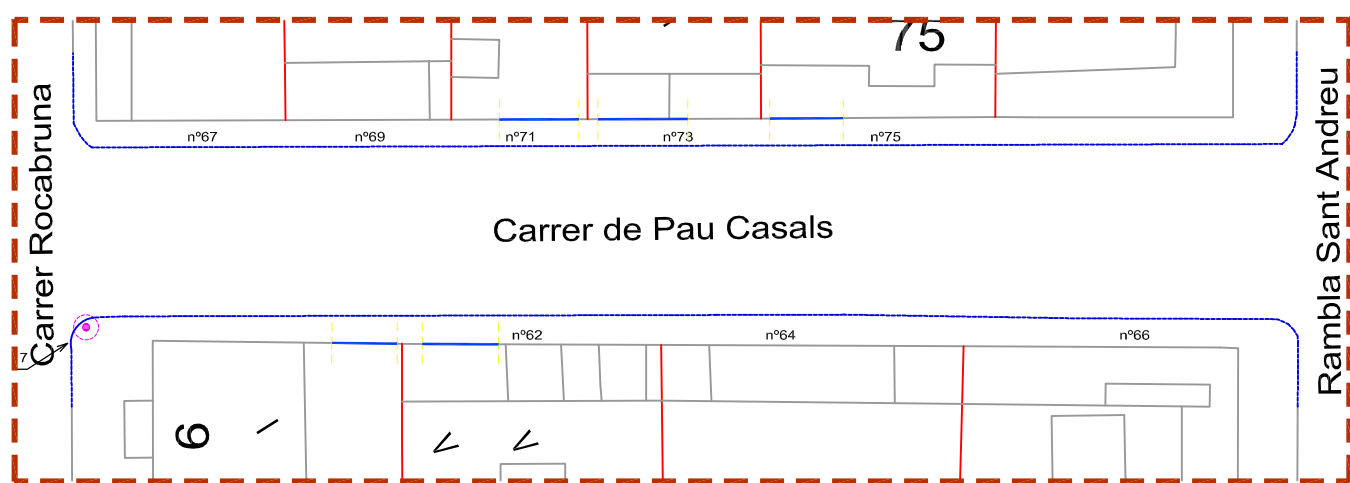 75
nº67
nº69
nº71
nº73
nº75
Carrer Rocabruna
Carrer de Pau Casals
Rambla Sant Andreu
7
nº62
nº64
nº66
6